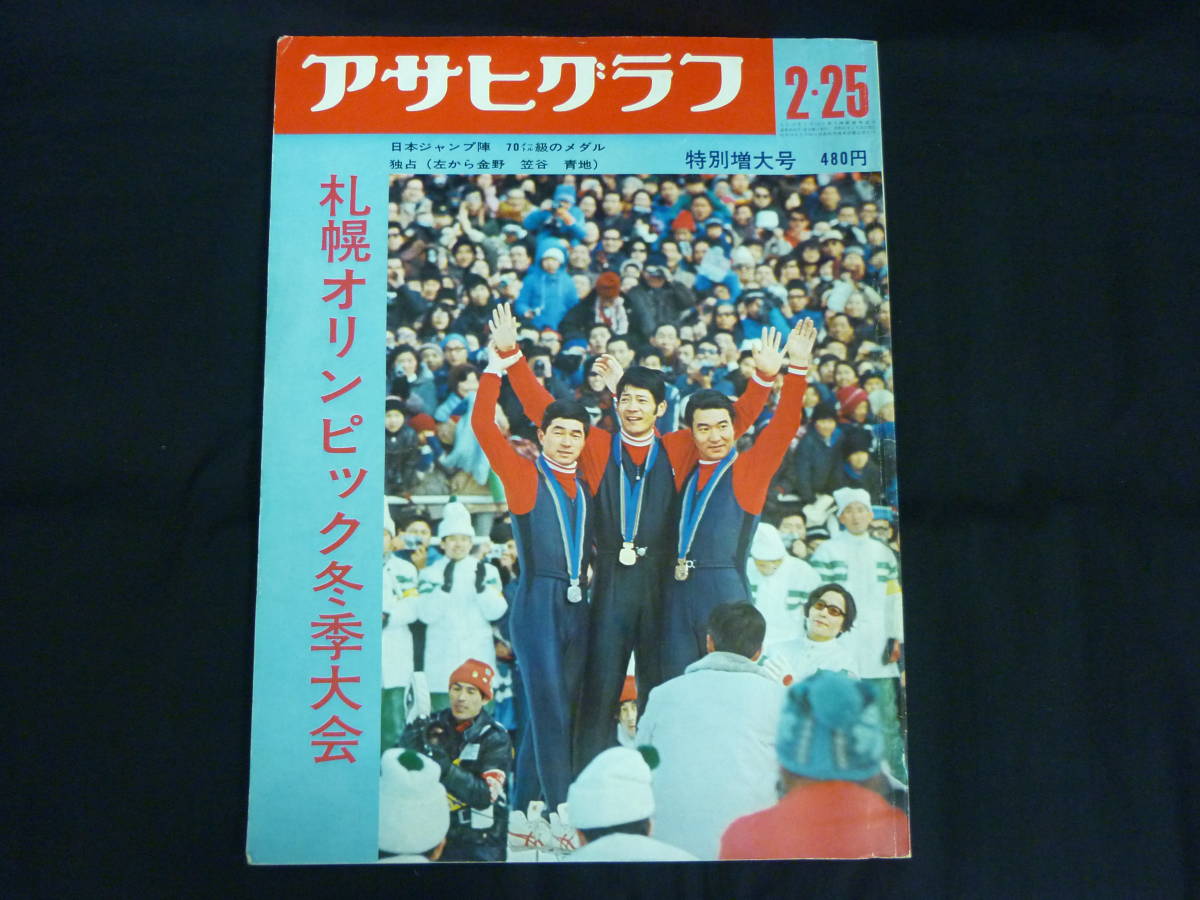 アサヒグラフ
2・25
日本ジャンプ陣 70メートル級のメダル
独占（左から金野 笠谷 青地）
特別増大号 480円
札幌オリンピック冬季大会